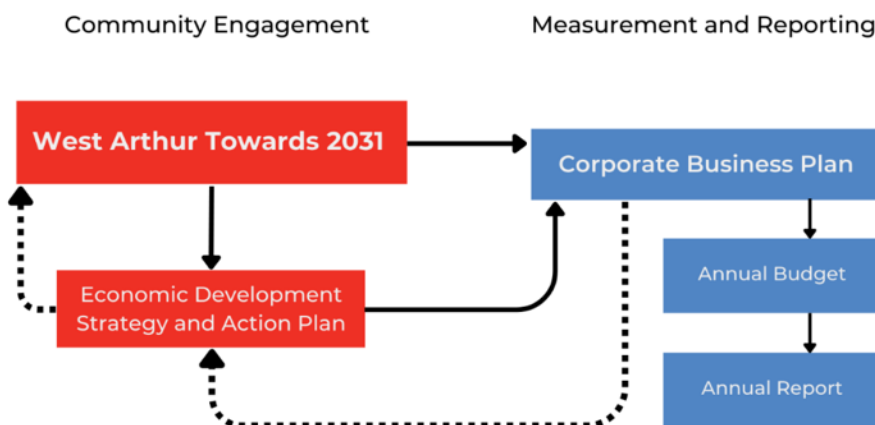 Community Engagement
Measurement and Reporting
West Arthur Towards 2031
Corporate Business Plan
Economic Development
Strategy and Action Plan
Annual Budget
Annual Report